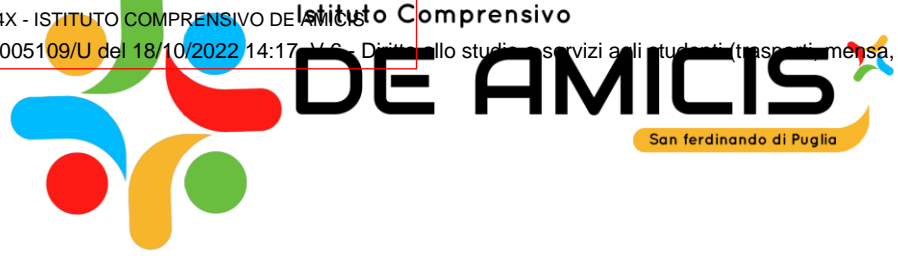 4X - ISTITUTO COMPRENSIVO DE AMICIS
Istituto Comprensivo
005109/U del 18/10/2022 14:17 - V.6 - Diritto allo studio e servizi agli studenti (trasporti, mensa,
DE AMICIS
San ferdinando di Puglia